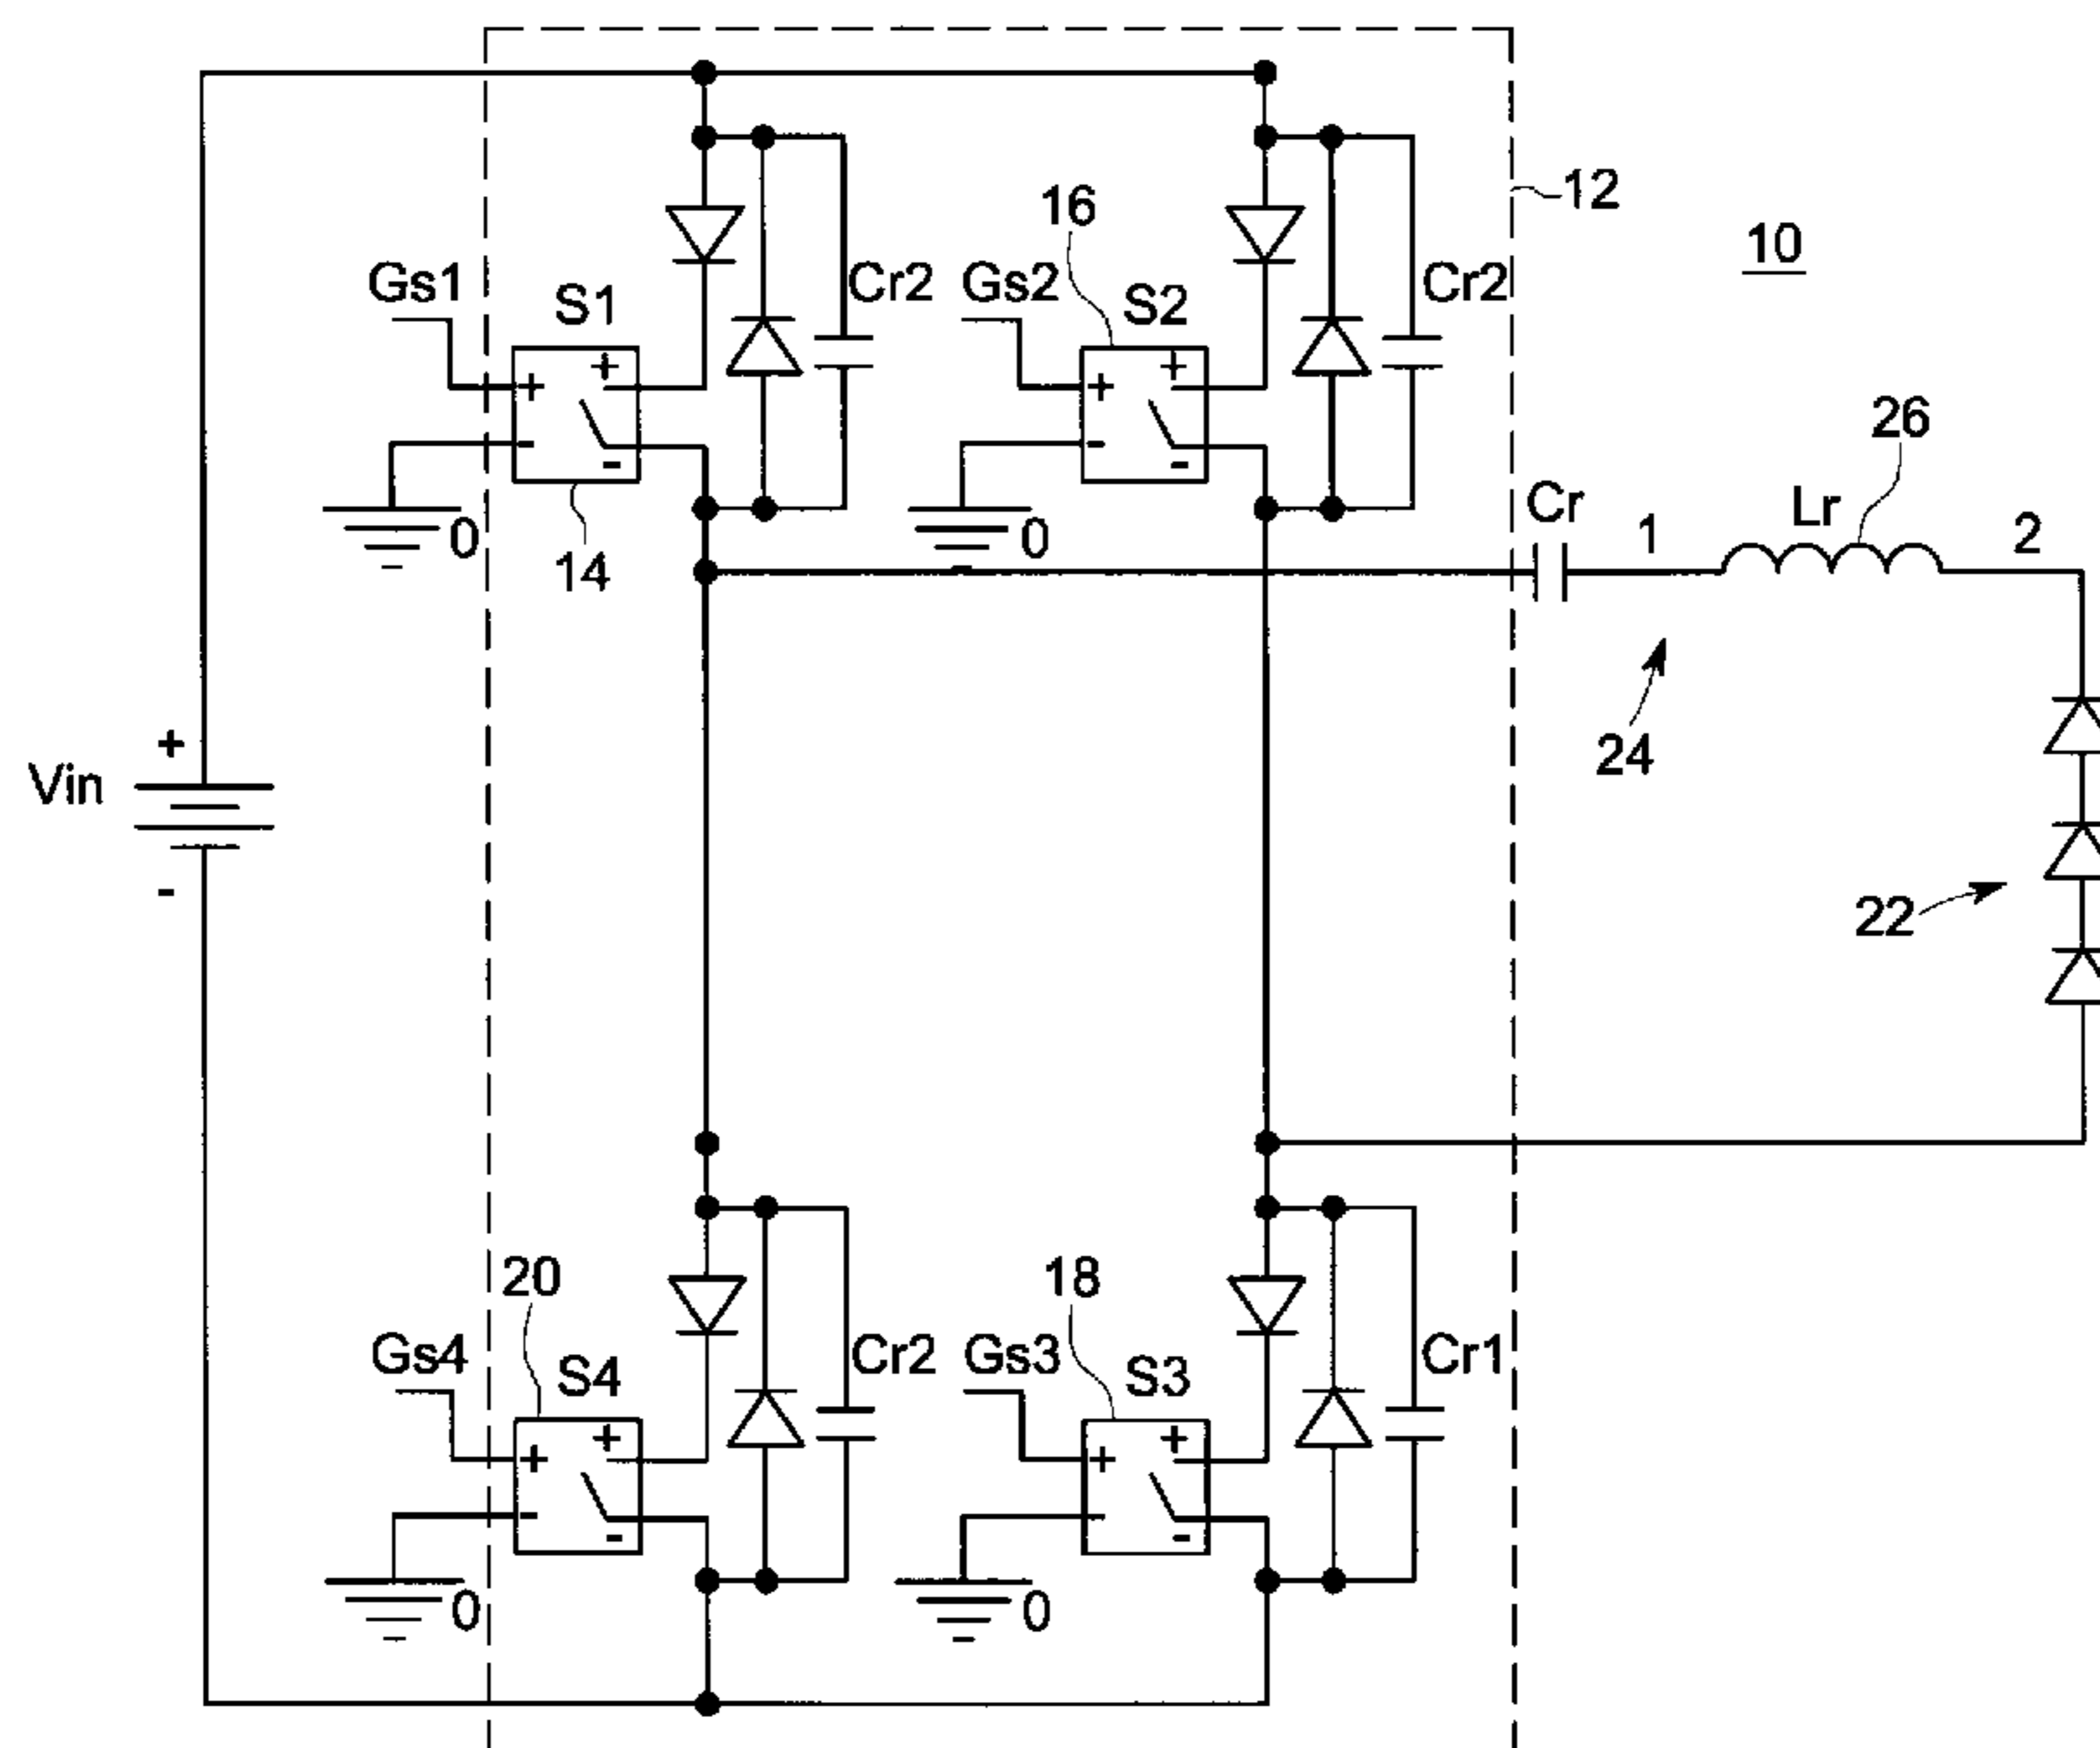 12
10
16
Gs1
S1
Cr2
Gs2
S2
Cr2
+
+
-
-
+
+
-
-
0
14
0
26
Cr
1
Lr
2
24
Vin
+
-
22
20
18
Gs4
S4
Cr2
Gs3
S3
Cr1
+
+
-
-
+
+
-
-
0
0